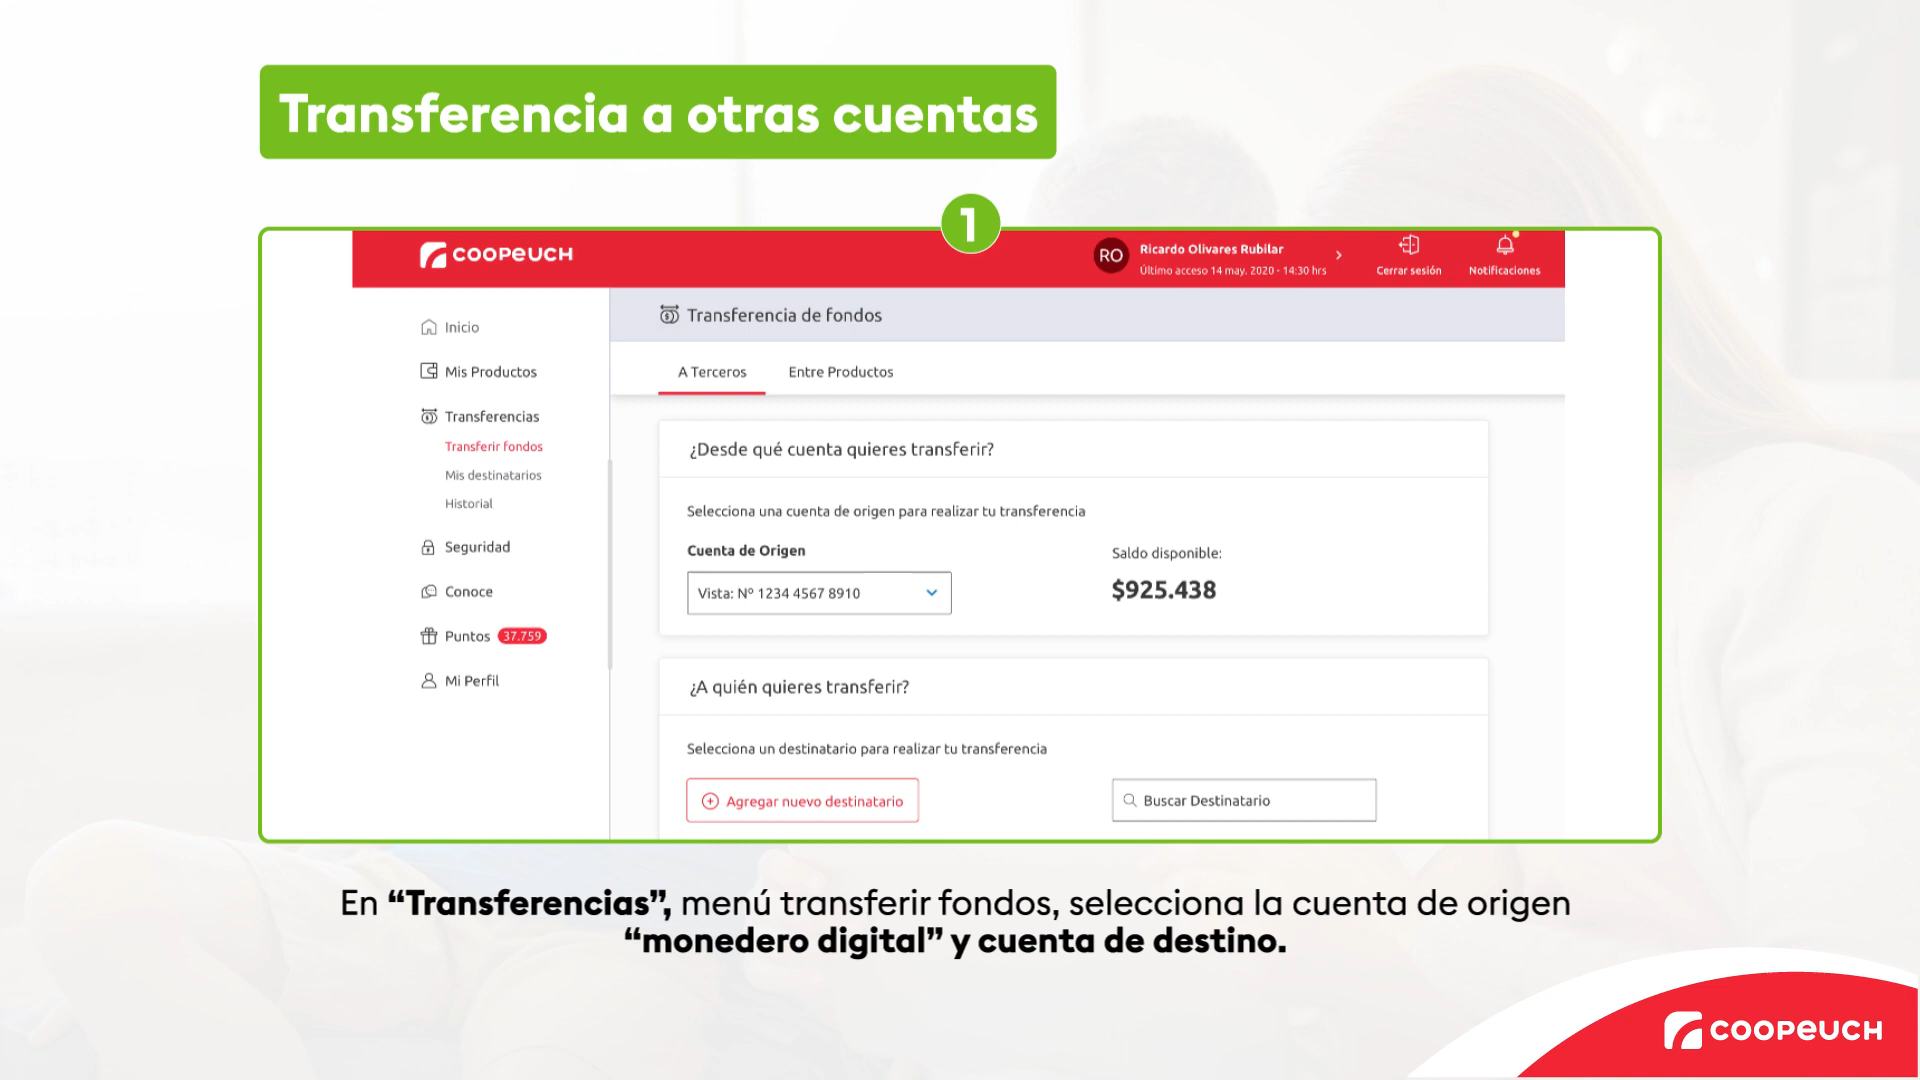 Transferencia a otras cuentas
1
COOPeUCH
RO
Ricardo Olivares Rubilar
Último acceso 14 may. 2020 - 14:30 hrs
Cerrar sesión
Notificaciones
Inicio
Mis Productos
Transferencias
Transferir fondos
Mis destinatarios
Historial
Seguridad
Conoce
Puntos 37.759
Mi Perfil
Transferencia de fondos
A Terceros Entre Productos
¿Desde qué cuenta quieres transferir?
Selecciona una cuenta de origen para realizar tu transferencia
Cuenta de Origen
Vista: Nº 1234 4567 8910
Saldo disponible:
$925.438
¿A quién quieres transferir?
Selecciona un destinatario para realizar tu transferencia
Agregar nuevo destinatario
Buscar Destinatario
En “Transferencias”, menú transferir fondos, selecciona la cuenta de origen
“monedero digital” y cuenta de destino.
COOPeUCH